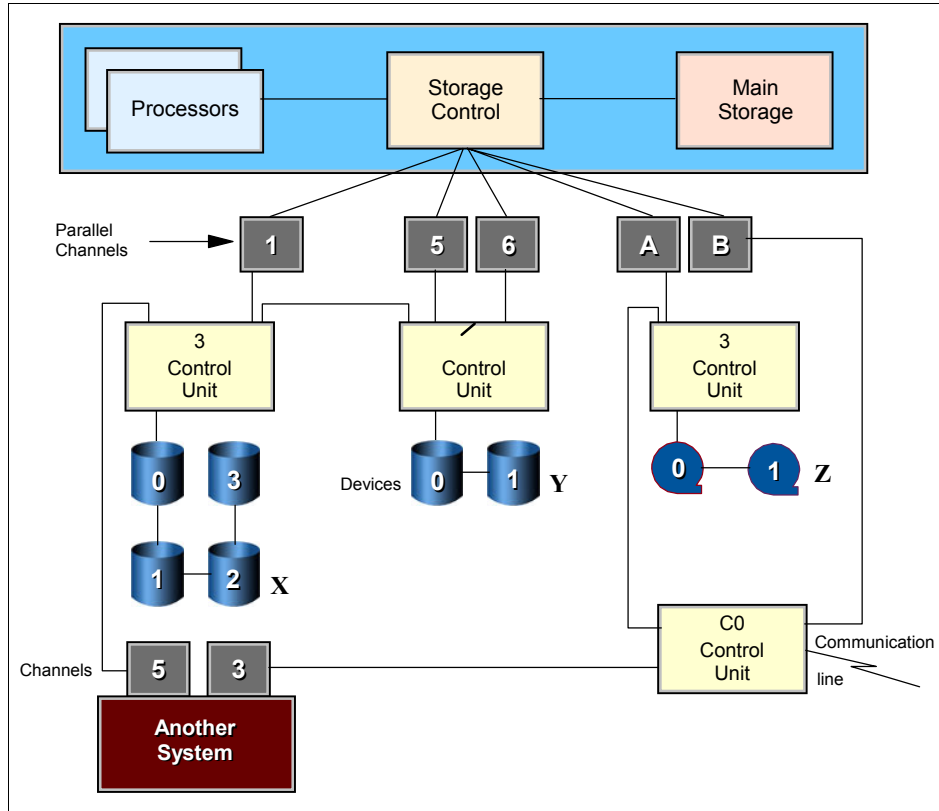 Processors
Storage
Control
Main
Storage
Parallel
Channels
1
5
6
A
B
3
Control
Unit
Control
Unit
3
Control
Unit
0
3
Devices
0
1
Y
0
1
Z
1
2
X
Channels
5
3
C0
Control
Unit
Communication
line
Another
System